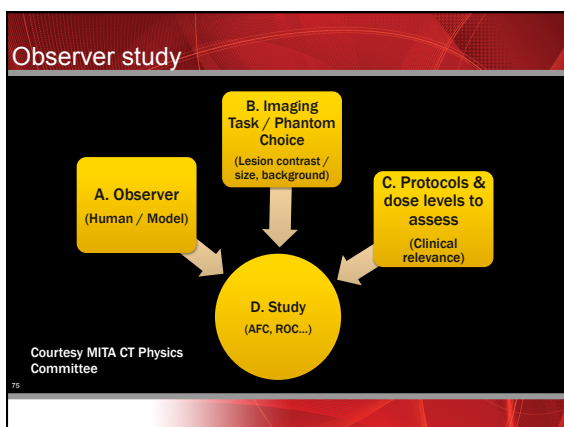 Observer study
B. Imaging
Task / Phantom
Choice
(Lesion contrast /
size, background)
A. Observer
(Human / Model)
C. Protocols &
dose levels to
assess
(Clinical
relevance)
D. Study
(AFC, ROC...)
Courtesy MITA CT Physics
Committee
75